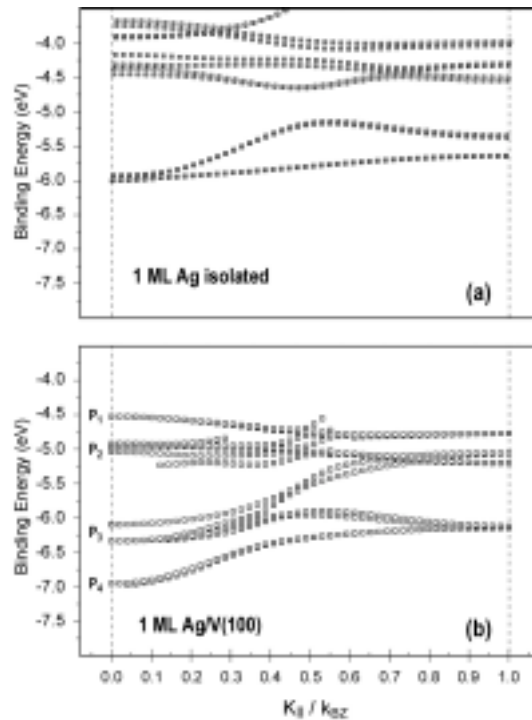 -4.0
-4.5
-5.0
-5.5
-6.0
-6.5
-7.0
-7.5
Binding Energy (eV)
1 ML Ag isolated
(a)
-4.0
-4.5
-5.0
-5.5
-6.0
-6.5
-7.0
-7.5
Binding Energy (eV)
P1
P2
P3
P4
1 ML Ag/V(100)
(b)
0.0 0.1 0.2 0.3 0.4 0.5 0.6 0.7 0.8 0.9 1.0
K|| / kBZ